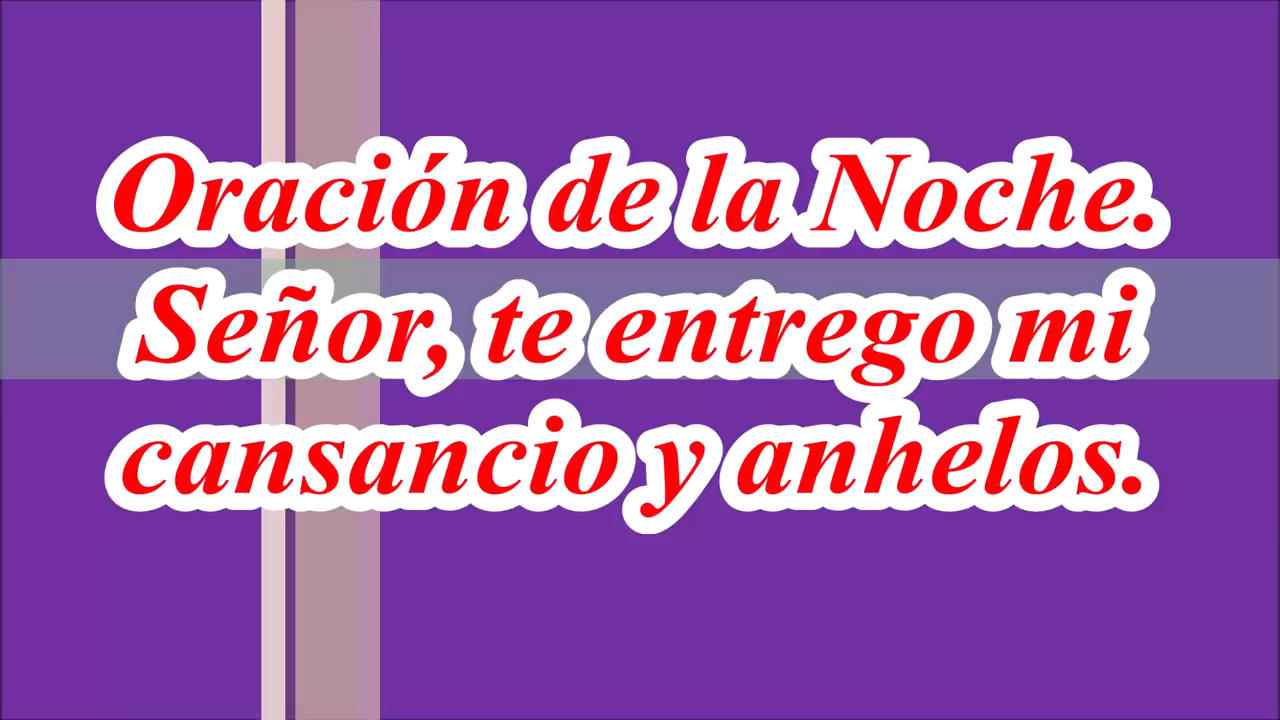 Oración de la Noche.
Señor, te entrego mi
cansancio y anhelos.